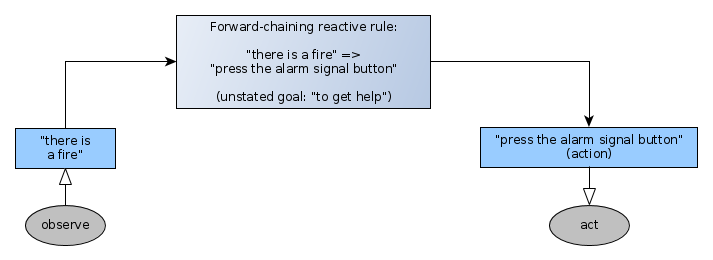 Forward-chaining reactive rule:
"there is a fire" =>
"press the alarm signal button"
(unstated goal: "to get help")
"there is
a fire"
"press the alarm signal button"
(action)
observe
act